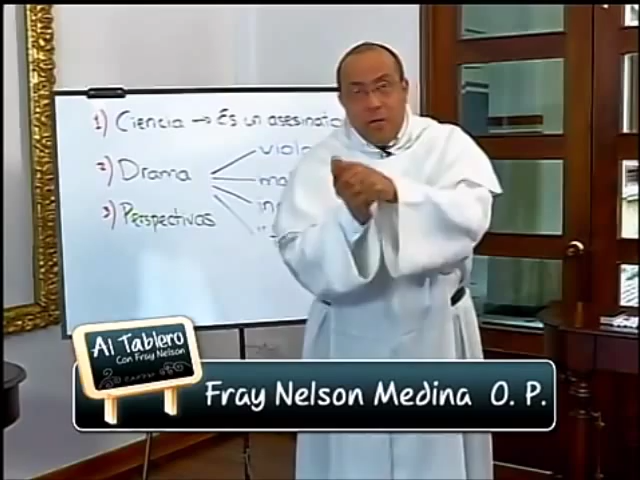 1) Ciencia → Es un asesinato
2) Drama
3) Perspectivas
Al Tablero
Con Fray Nelson
Fray Nelson Medina O. P.